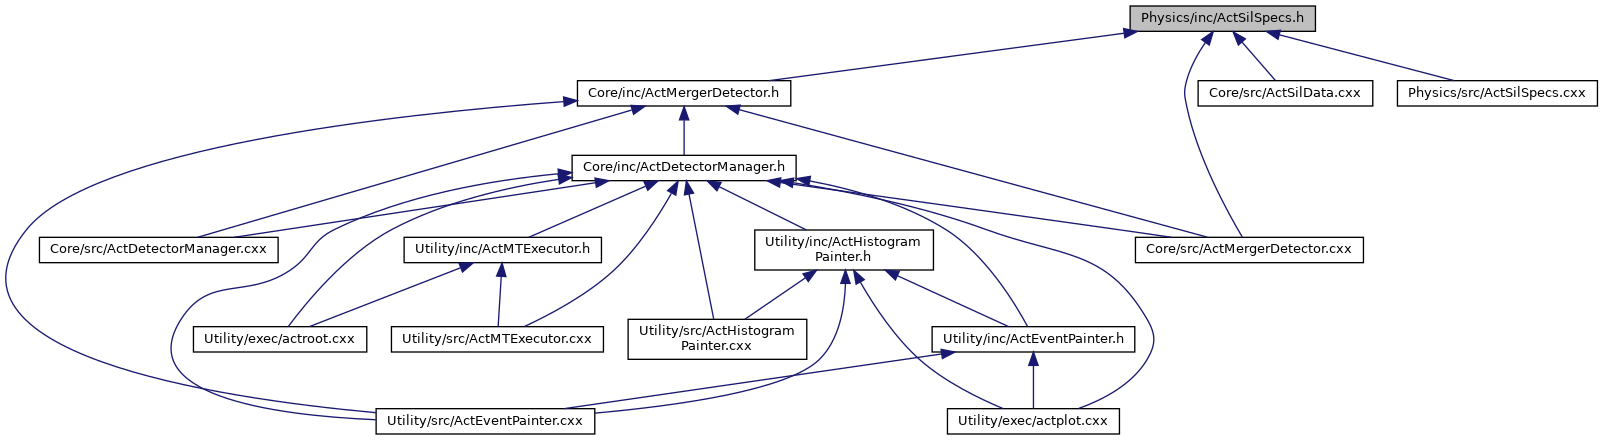 Physics/inc/ActSilSpecs.h
Core/inc/ActMergerDetector.h
Core/src/ActSilData.cxx
Physics/src/ActSilSpecs.cxx
Core/inc/ActDetectorManager.h
Core/src/ActDetectorManager.cxx
Utility/inc/ActMTExecutor.h
Utility/inc/ActHistogram
Painter.h
Core/src/ActMergerDetector.cxx
Utility/exec/actroot.cxx
Utility/src/ActMTExecutor.cxx
Utility/src/ActHistogram
Painter.cxx
Utility/inc/ActEventPainter.h
Utility/src/ActEventPainter.cxx
Utility/exec/actplot.cxx